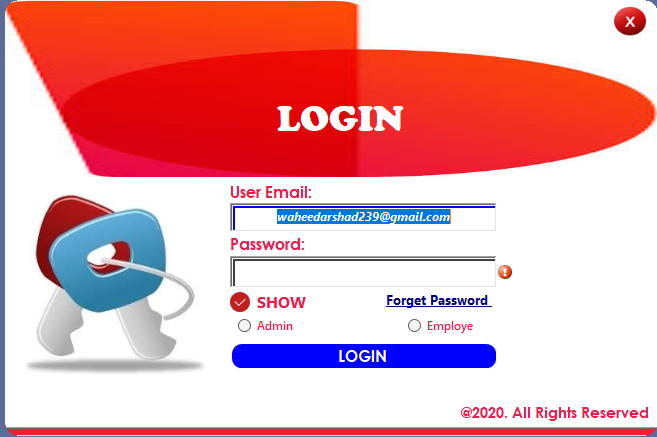 X
LOGIN
User Email:
waheedarshad239@gmail.com
Password:
SHOW
Forget Password
Admin
Employe
LOGIN
@2020. All Rights Reserved